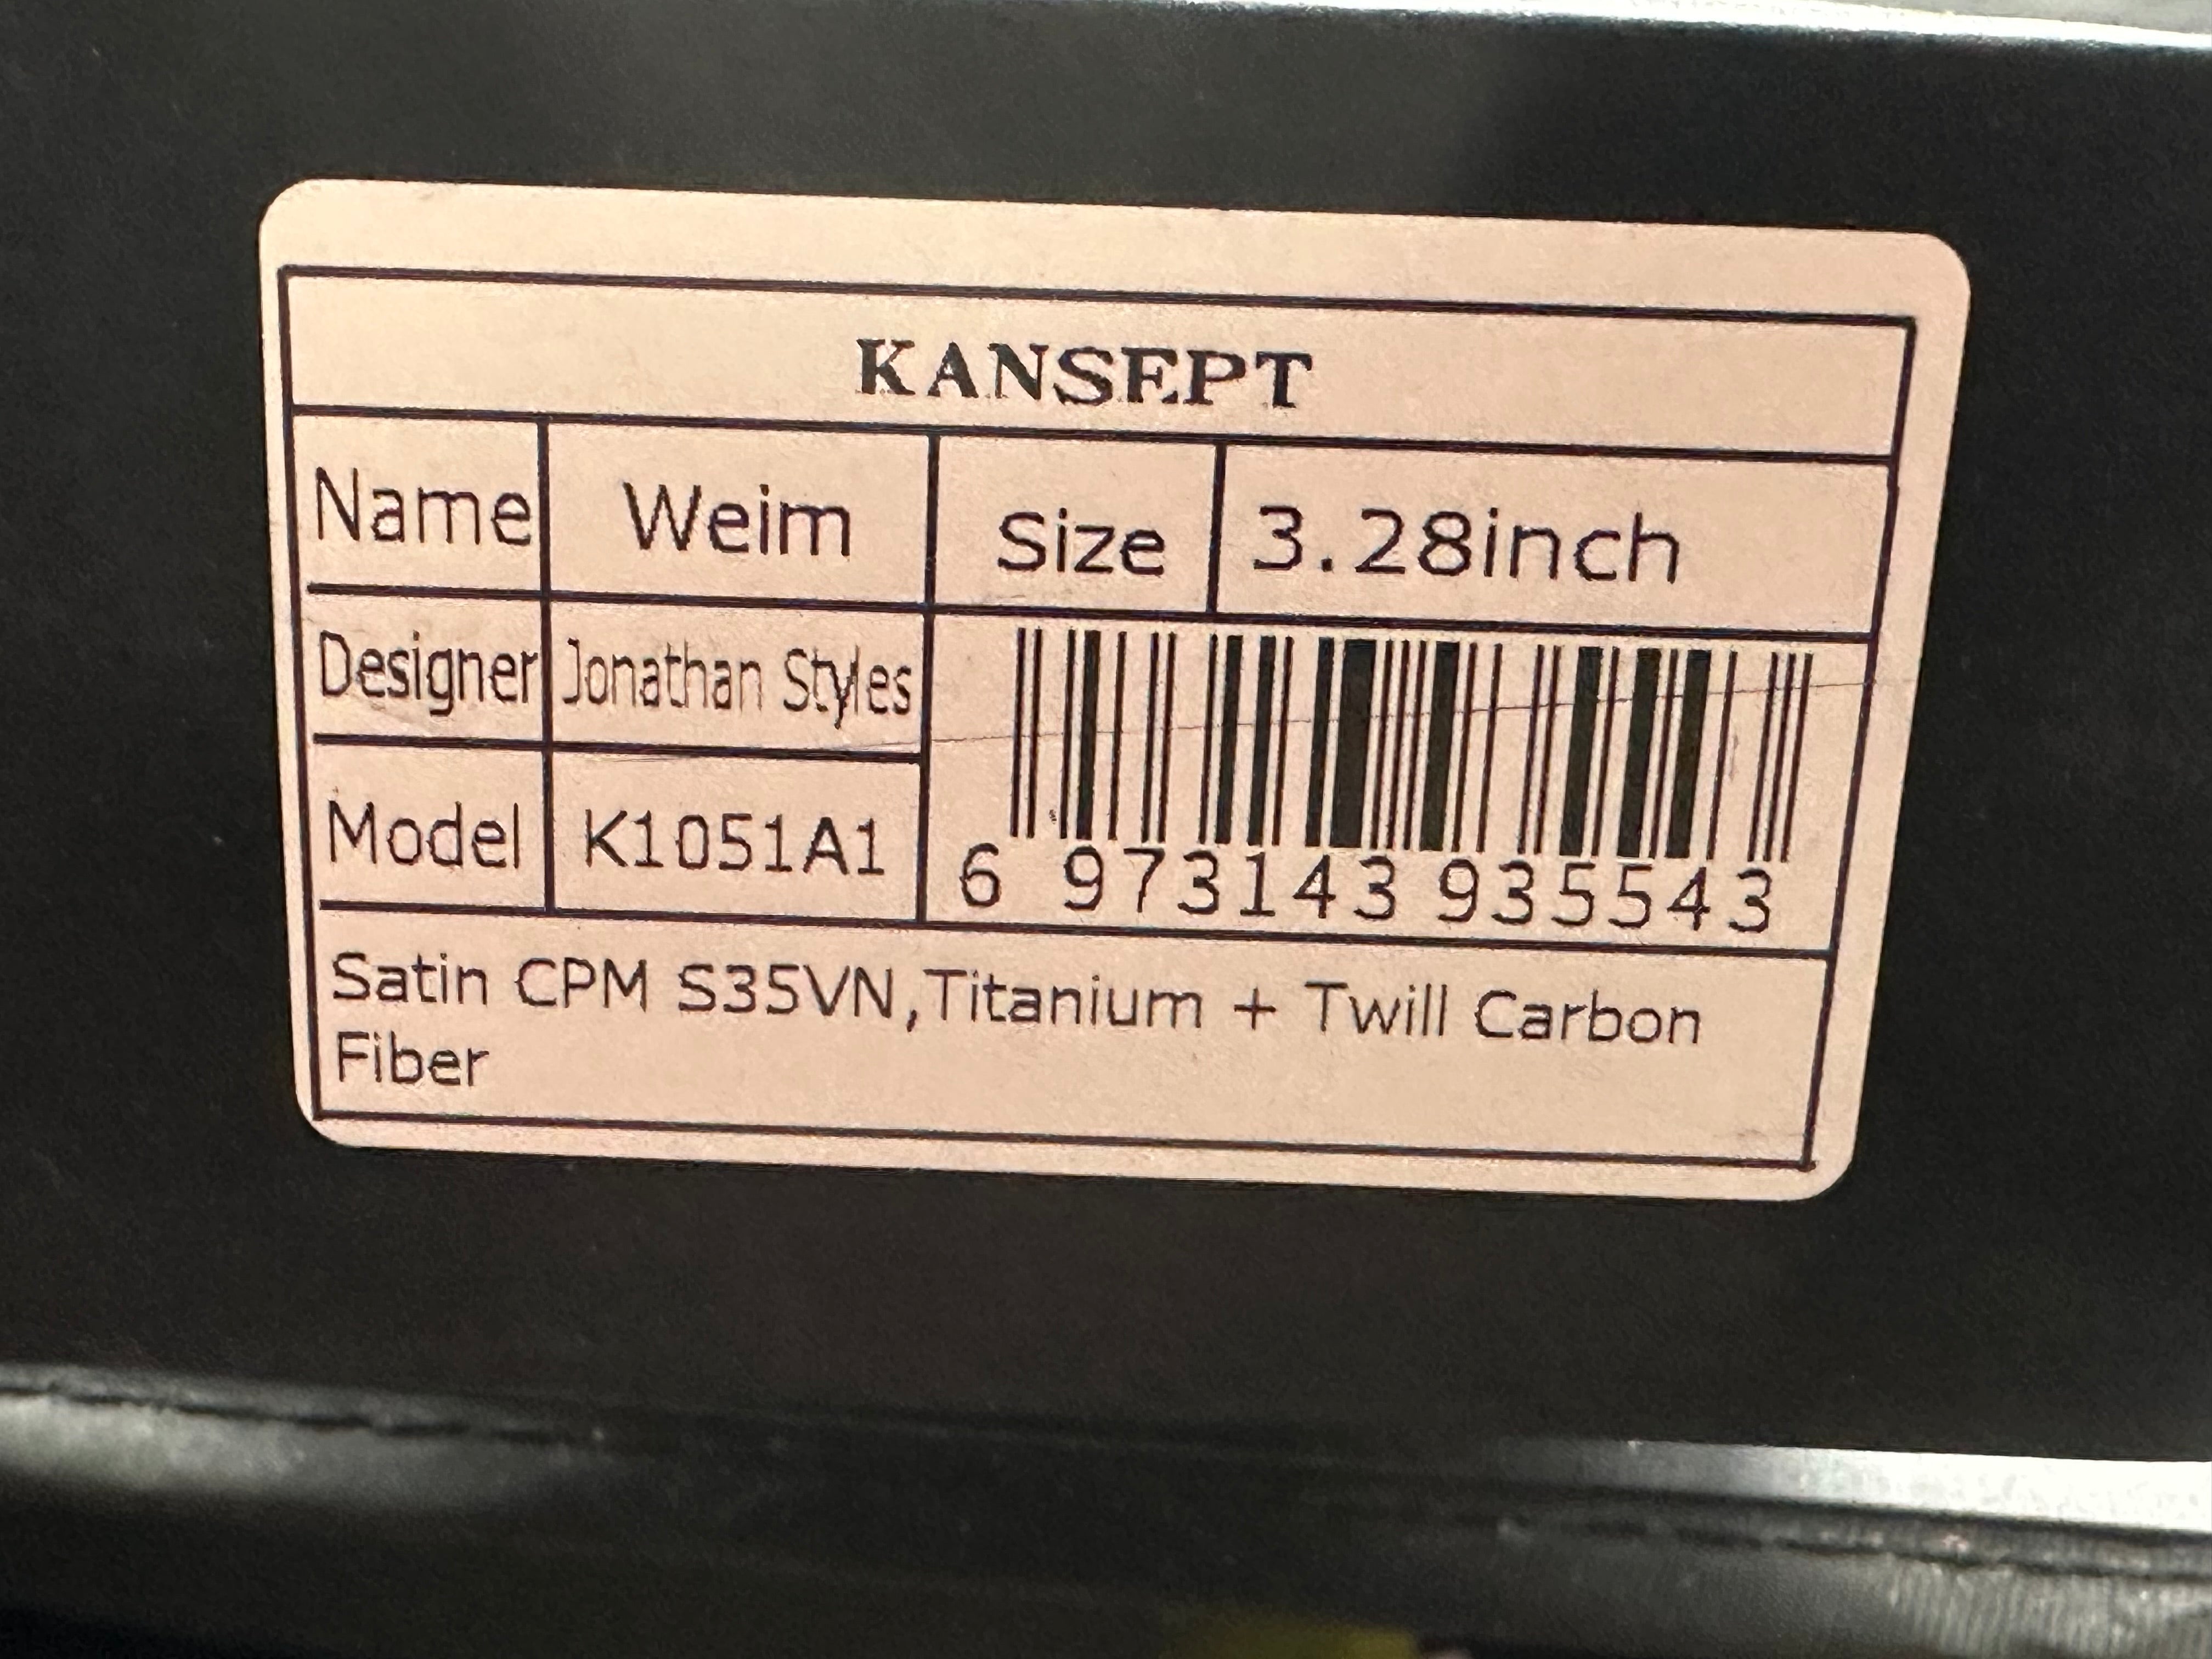 KANSEPT
Name Weim Size 3.28inch
Designer Jonathan Styles
Model K1051A1
6 973143 935543
Satin CPM S35VN,Titanium + Twill Carbon
Fiber